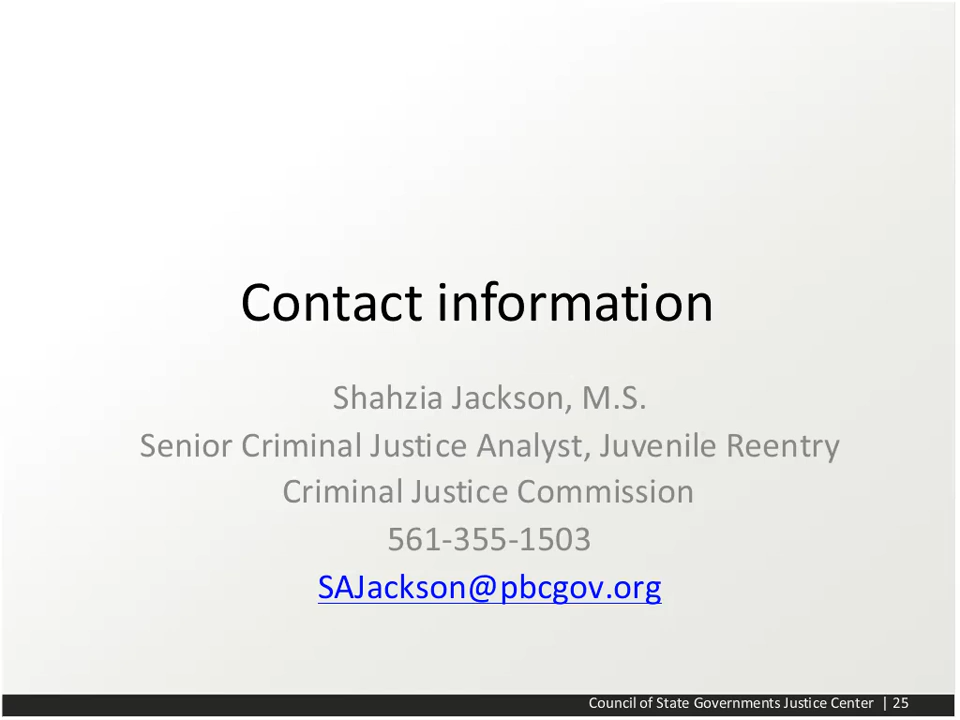 Contact information
Shahzia Jackson, M.S.
Senior Criminal Justice Analyst, Juvenile Reentry
Criminal Justice Commission
561-355-1503
SAJackson@pbcgov.org
Council of State Governments Justice Center | 25